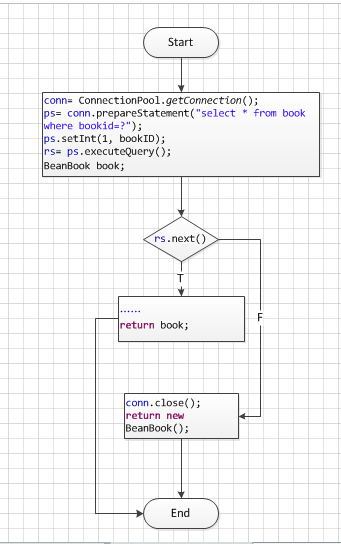 Start
conn= ConnectionPool.getConnection();
ps= conn.prepareStatement("select * from book
where bookid=?");
ps.setInt(1, bookID);
rs= ps.executeQuery();
BeanBook book;
rs.next()
T
......
return book;
F
conn.close();
return new
BeanBook();
End